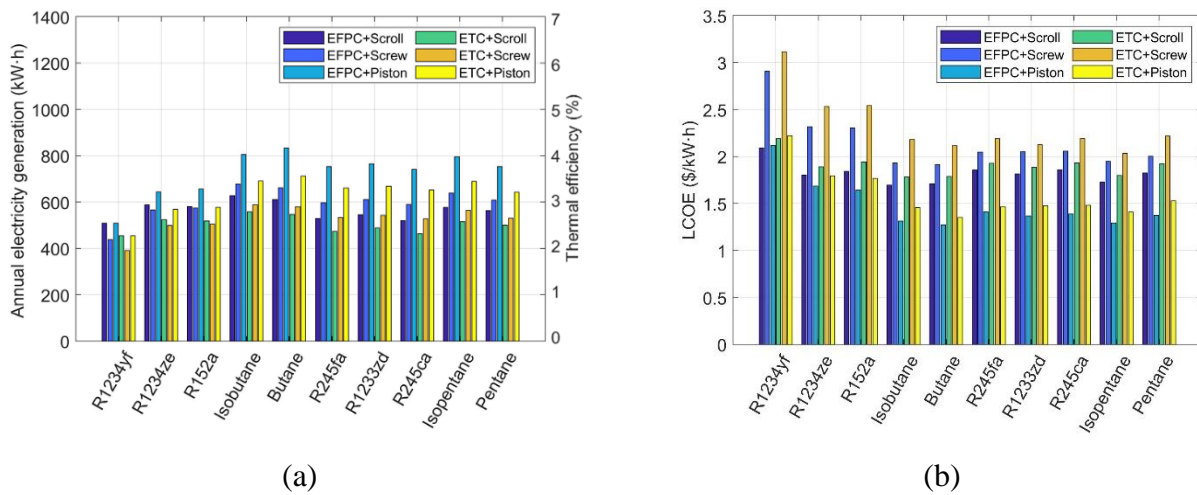 1400
1200
1000
800
600
400
200
0
Annual electricity generation (kW·h)
7
6
5
4
3
2
1
0
Thermal efficiency (%)
EFPC+Scroll
EFPC+Screw
EFPC+Piston
ETC+Scroll
ETC+Screw
ETC+Piston
R1234yf
R1234ze
R152a
Isobutane
Butane
R245fa
R1233zd
R245ca
Isopentane
Pentane
(a)
3.5
3
2.5
2
1.5
1
0.5
0
LCOE ($/kW·h)
EFPC+Scroll
EFPC+Screw
EFPC+Piston
ETC+Scroll
ETC+Screw
ETC+Piston
R1234yf
R1234ze
R152a
Isobutane
Butane
R245fa
R1233zd
R245ca
Isopentane
Pentane
(b)